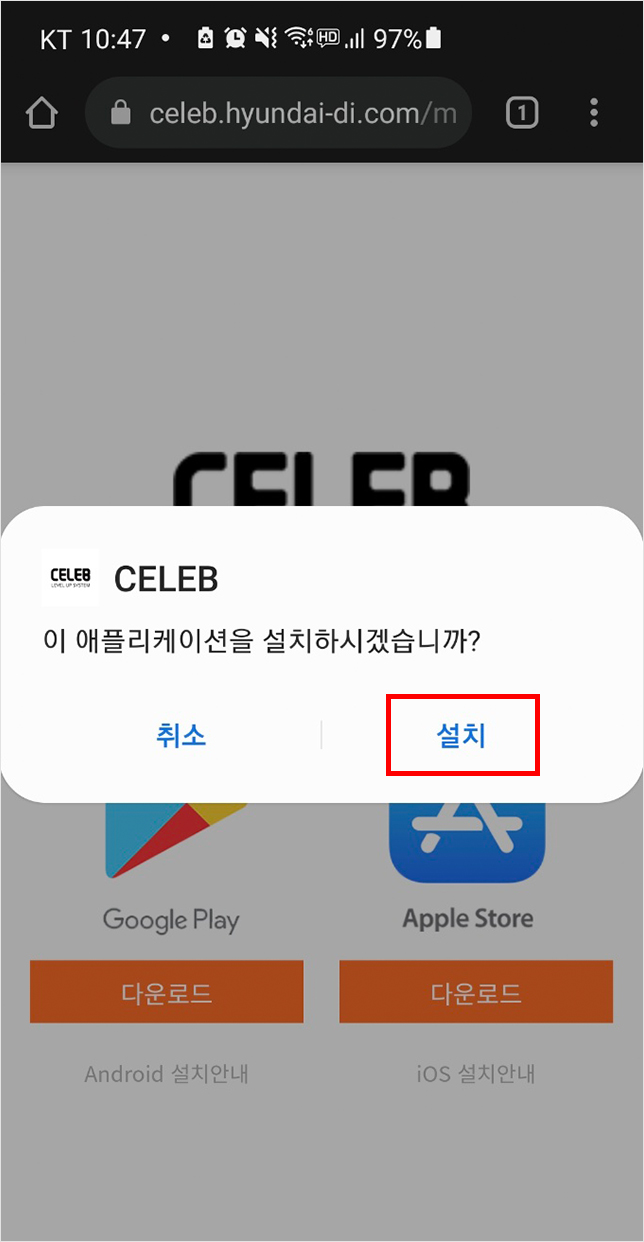 KT 10:47 • HD 97%
celeb.hyundai-di.com/m 1
CELEB
CELEB
LEVEL UP SYSTEM
CELEB
이 애플리케이션을 설치하시겠습니까?
취소 설치
Google Play Apple Store
다운로드 다운로드
Android 설치안내 iOS 설치안내